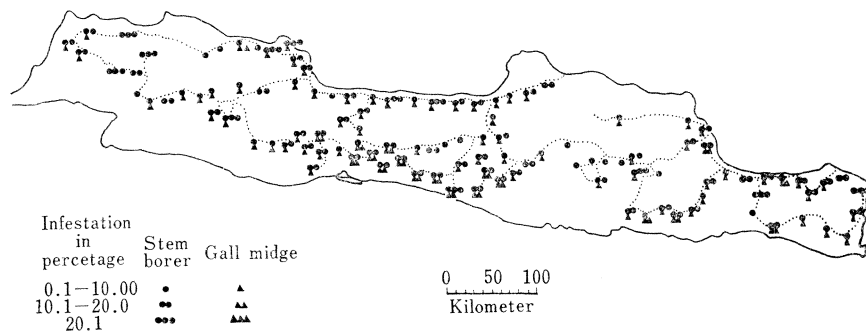 Infestation
in
percetage
Stem
borer
Gall midge
0.1—10.00
10.1—20.0
20.1
0 50 100
Kilometer